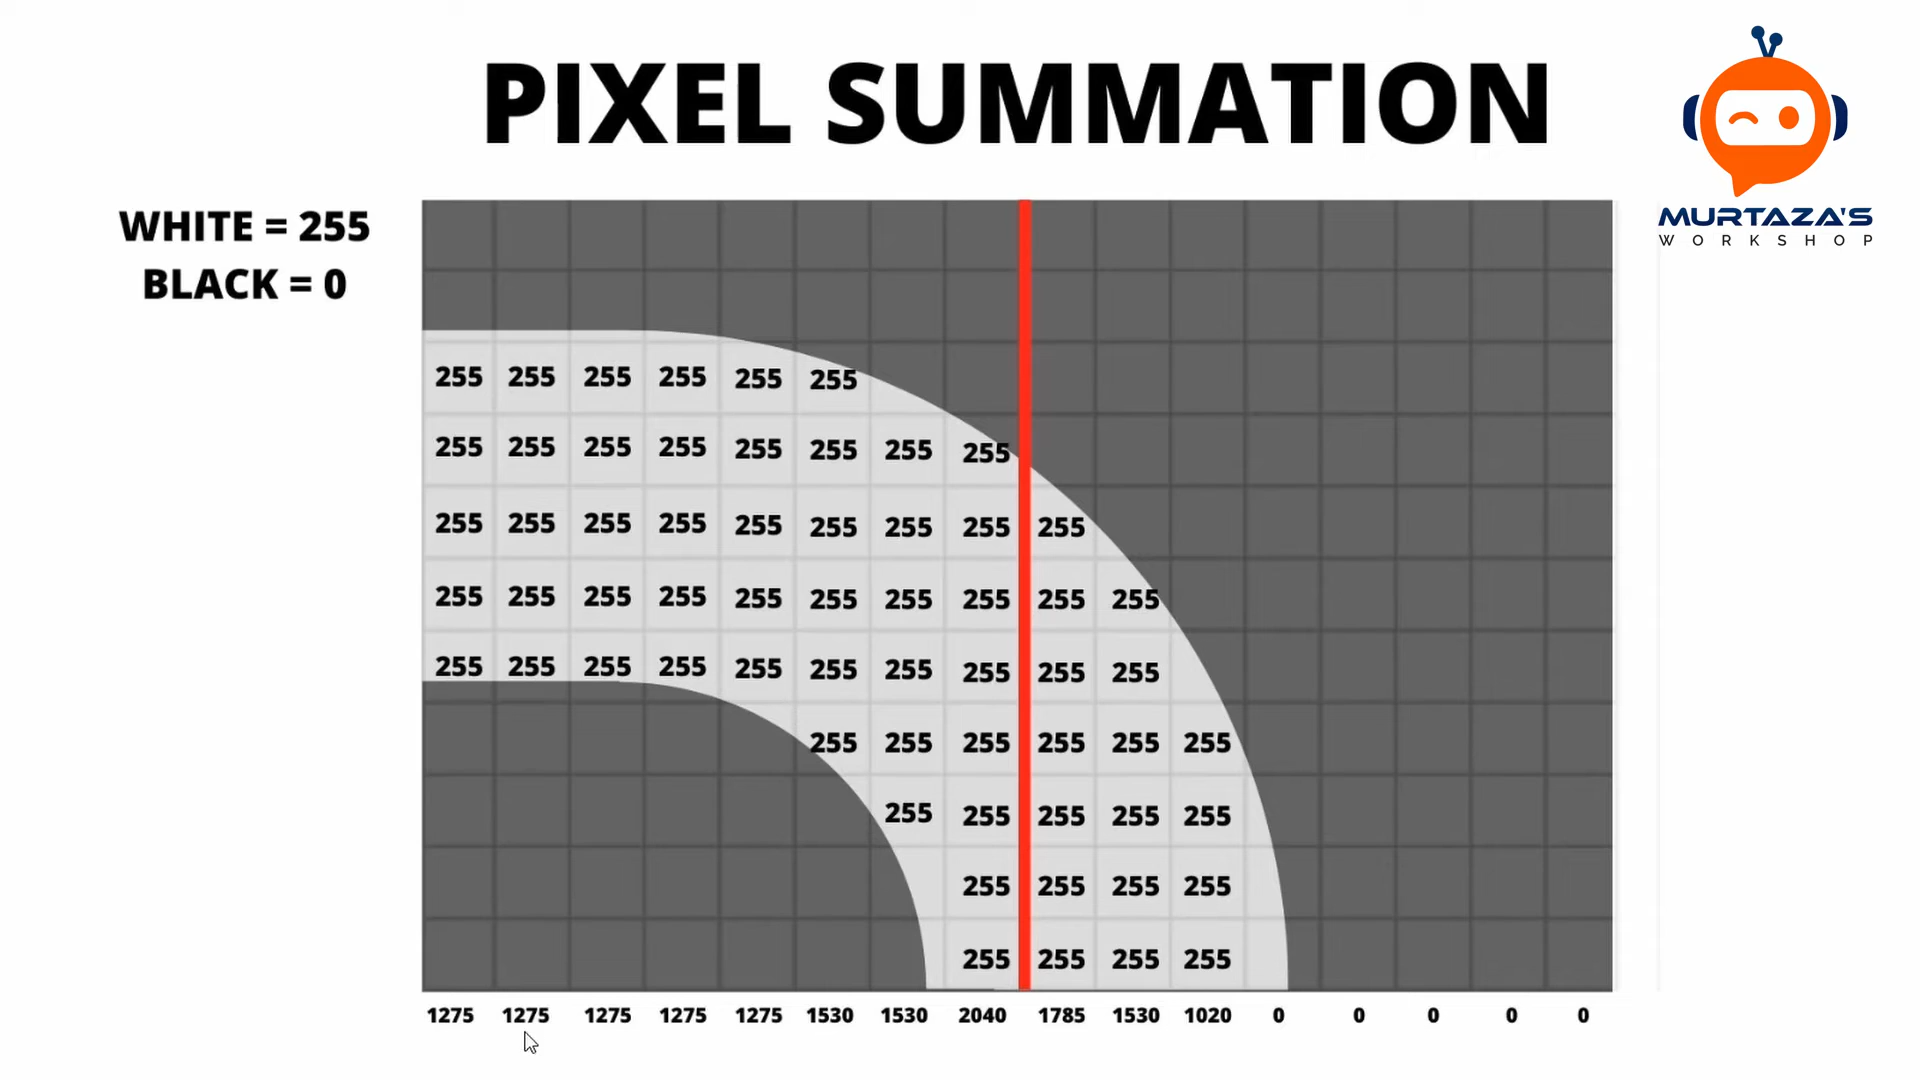 PIXEL SUMMATION
MURTAZA'S
WORKSHOP
WHITE = 255
BLACK = 0
255 255 255 255 255 255
255 255 255 255 255 255 255 255
255 255 255 255 255 255 255 255 255
255 255 255 255 255 255 255 255 255 255
255 255 255 255 255 255 255 255 255 255
255 255 255 255 255 255
255 255 255 255 255
255 255 255 255
255 255 255 255
1275 1275 1275 1275 1275 1530 1530 2040 1785 1530 1020 0 0 0 0 0